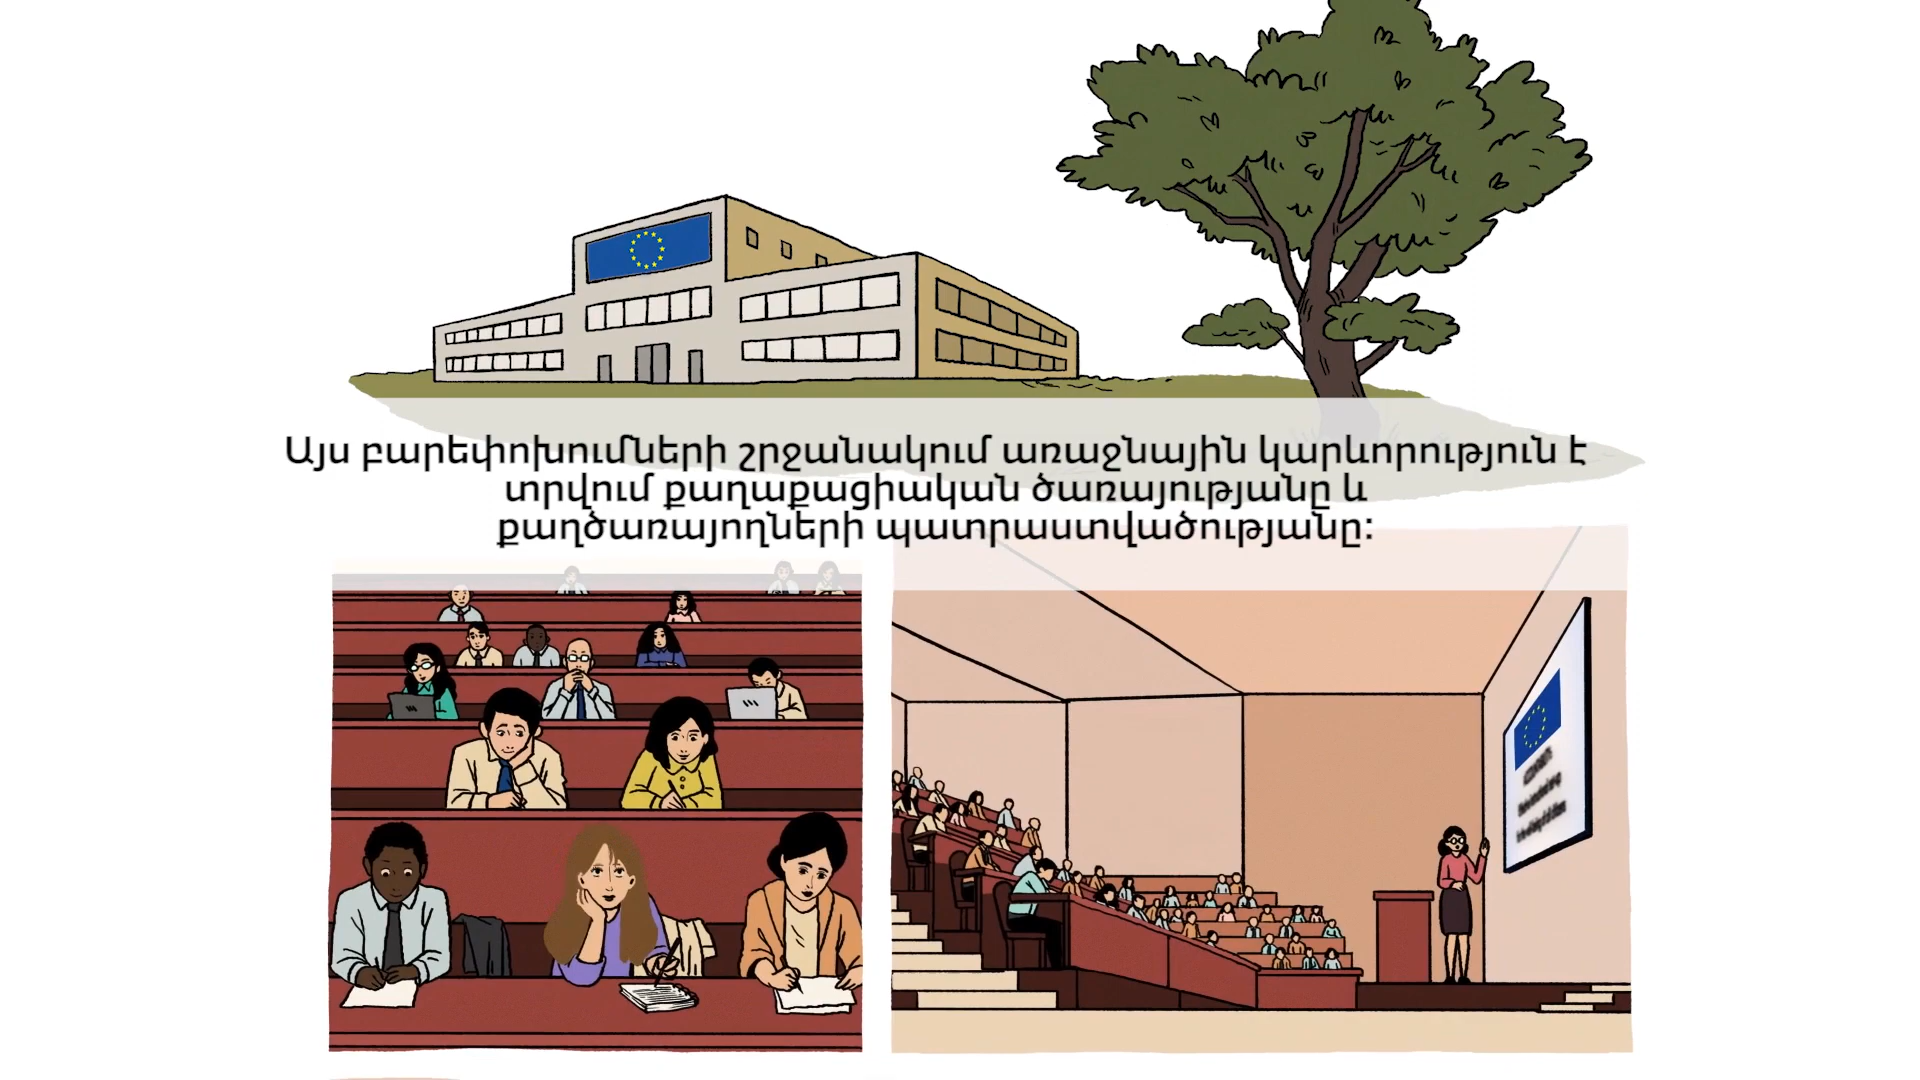 Այս բարեփոխումների շրջանակում առաջնային կարևորություն է
տրվում քաղաքացիական ծառայությանը և
քաղծառայողների պատրաստվածությանը: